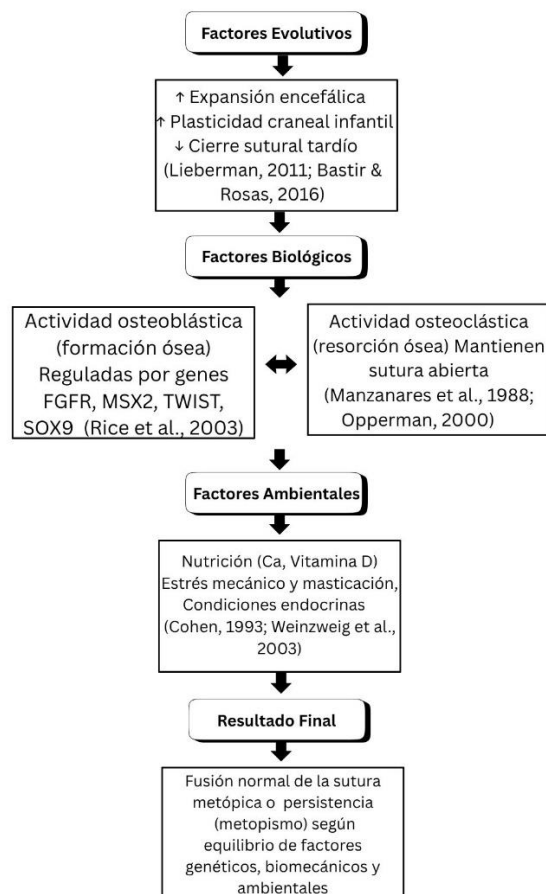 Factores Evolutivos
↑ Expansión encefálica
↑ Plasticidad craneal infantil
↓ Cierre sutural tardío
(Lieberman, 2011; Bastir &
Rosas, 2016)
Factores Biológicos
Actividad osteoblástica
(formación ósea)
Reguladas por genes
FGFR, MSX2, TWIST,
SOX9 (Rice et al., 2003)
Actividad osteoclástica
(resorción ósea) Mantienen
sutura abierta
(Manzanares et al., 1988;
Opperman, 2000)
Factores Ambientales
Nutrición (Ca, Vitamina D)
Estrés mecánico y masticación,
Condiciones endocrinas
(Cohen, 1993; Weinzweig et al.,
2003)
Resultado Final
Fusión normal de la sutura
metópica o persistencia
(metopismo) según
equilibrio de factores
genéticos, biomecánicos y
ambientales